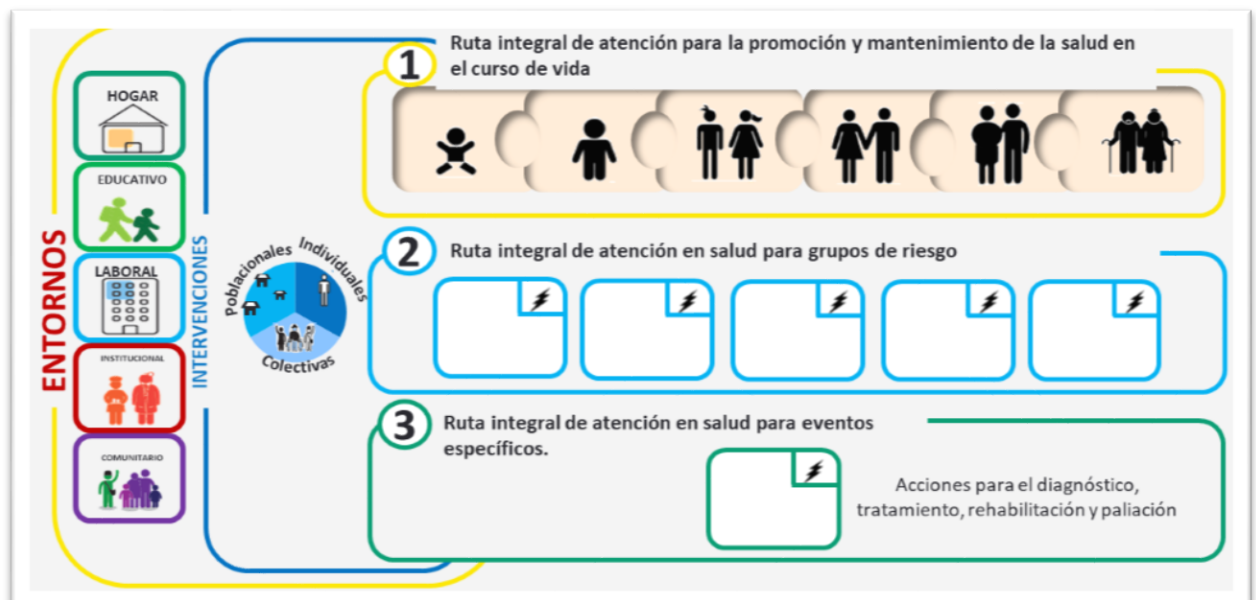 ENTORNOS
HOGAR
EDUCATIVO
LABORAL
INSTITUCIONAL
COMUNITARIO
INTERVENCIONES
Poblacionales
Individuales
Colectivas
1
Ruta integral de atención para la promoción y mantenimiento de la salud en
el curso de vida
2
Ruta integral de atención en salud para grupos de riesgo
3
Ruta integral de atención en salud para eventos
específicos.
Acciones para el diagnóstico,
tratamiento, rehabilitación y paliación